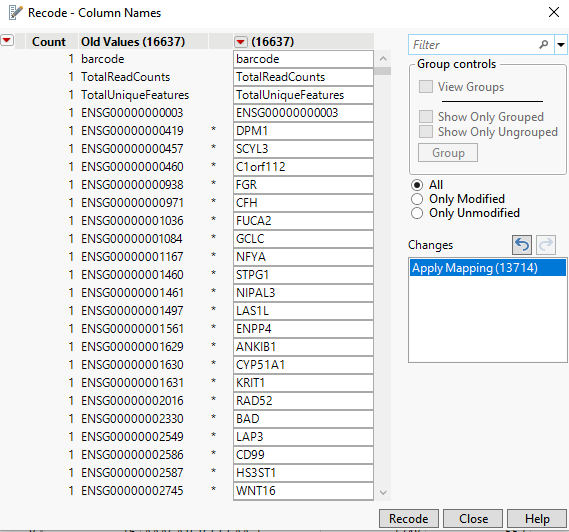 Recode - Column Names
Count Old Values (16637) (16637)
1 barcode barcode
1 TotalReadCounts TotalReadCounts
1 TotalUniqueFeatures TotalUniqueFeatures
1 ENSG00000000003 ENSG00000000003
1 ENSG00000000419 * DPM1
1 ENSG00000000457 * SCYL3
1 ENSG00000000460 * C1orf112
1 ENSG00000000938 * FGR
1 ENSG00000000971 * CFH
1 ENSG00000001036 * FUCA2
1 ENSG00000001084 * GCLC
1 ENSG00000001167 * NFYA
1 ENSG00000001460 * STPG1
1 ENSG00000001461 * NIPAL3
1 ENSG00000001497 * LAS1L
1 ENSG00000001561 * ENPP4
1 ENSG00000001629 * ANKIB1
1 ENSG00000001630 * CYP51A1
1 ENSG00000001631 * KRIT1
1 ENSG00000002016 * RAD52
1 ENSG00000002330 * BAD
1 ENSG00000002549 * LAP3
1 ENSG00000002586 * CD99
1 ENSG00000002587 * HS3ST1
1 ENSG00000002745 * WNT16
Filter
Group controls
View Groups
Show Only Grouped
Show Only Ungrouped
Group
All
Only Modified
Only Unmodified
Changes
Apply Mapping (13714)
Recode Close Help